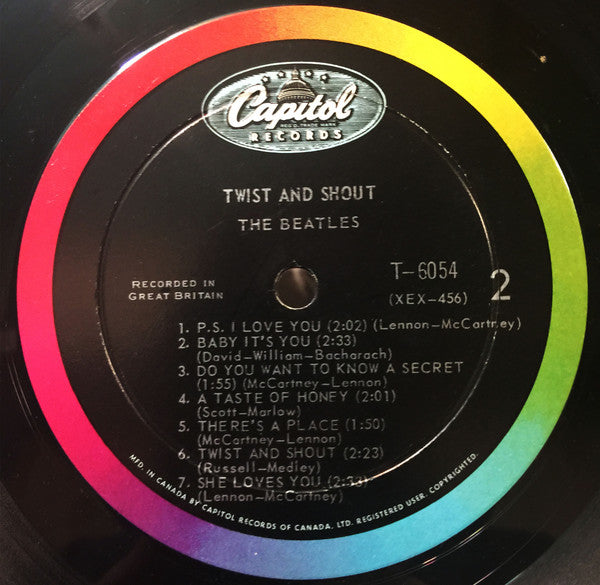 Capitol
REG'D. TRADE MARK
RECORDS
TWIST AND SHOUT
THE BEATLES
RECORDED IN
GREAT BRITAIN
T-6054
(XEX-456)
2
1. P.S. I LOVE YOU (2:02) (Lennon-McCartney)
2. BABY IT'S YOU (2:33)
(David-William-Bacharach)
3. DO YOU WANT TO KNOW A SECRET
(1:55) (McCartney-Lennon)
4. A TASTE OF HONEY (2:01)
(Scott-Marlow)
5. THERE'S A PLACE (1:50)
(McCartney-Lennon)
6. TWIST AND SHOUT (2:23)
(Russell-Medley)
7. SHE LOVES YOU (2:33)
(Lennon-McCartney)
MFD. IN CANADA BY CAPITOL RECORDS OF CANADA, LTD. REGISTERED USER. COPYRIGHTED.